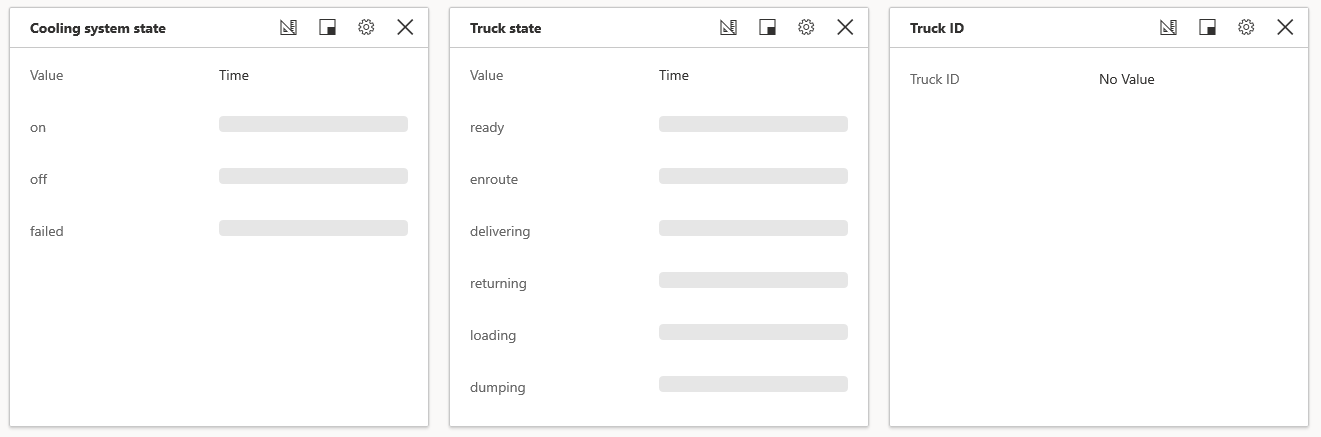 Cooling system state
Value Time
on
off
failed
Truck state
Value Time
ready
enroute
delivering
returning
loading
dumping
Truck ID
Truck ID No Value